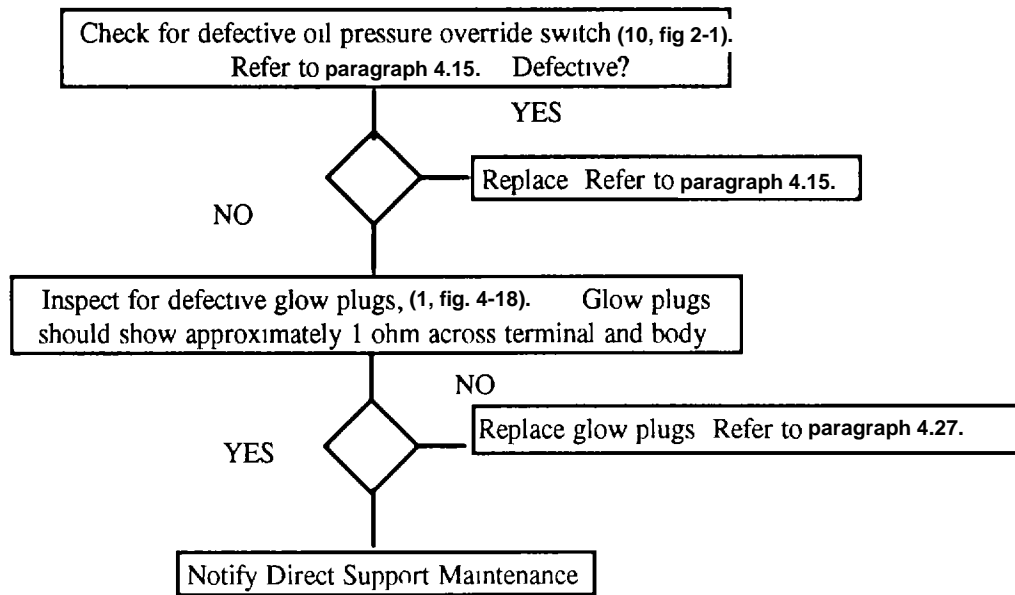 Check for defective oil pressure override switch (10, fig 2-1).
Refer to paragraph 4.15. Defective?
YES
Replace Refer to paragraph 4.15.
NO
Inspect for defective glow plugs, (1, fig. 4-18). Glow plugs
should show approximately 1 ohm across terminal and body
NO
Replace glow plugs Refer to paragraph 4.27.
YES
Notify Direct Support Maintenance